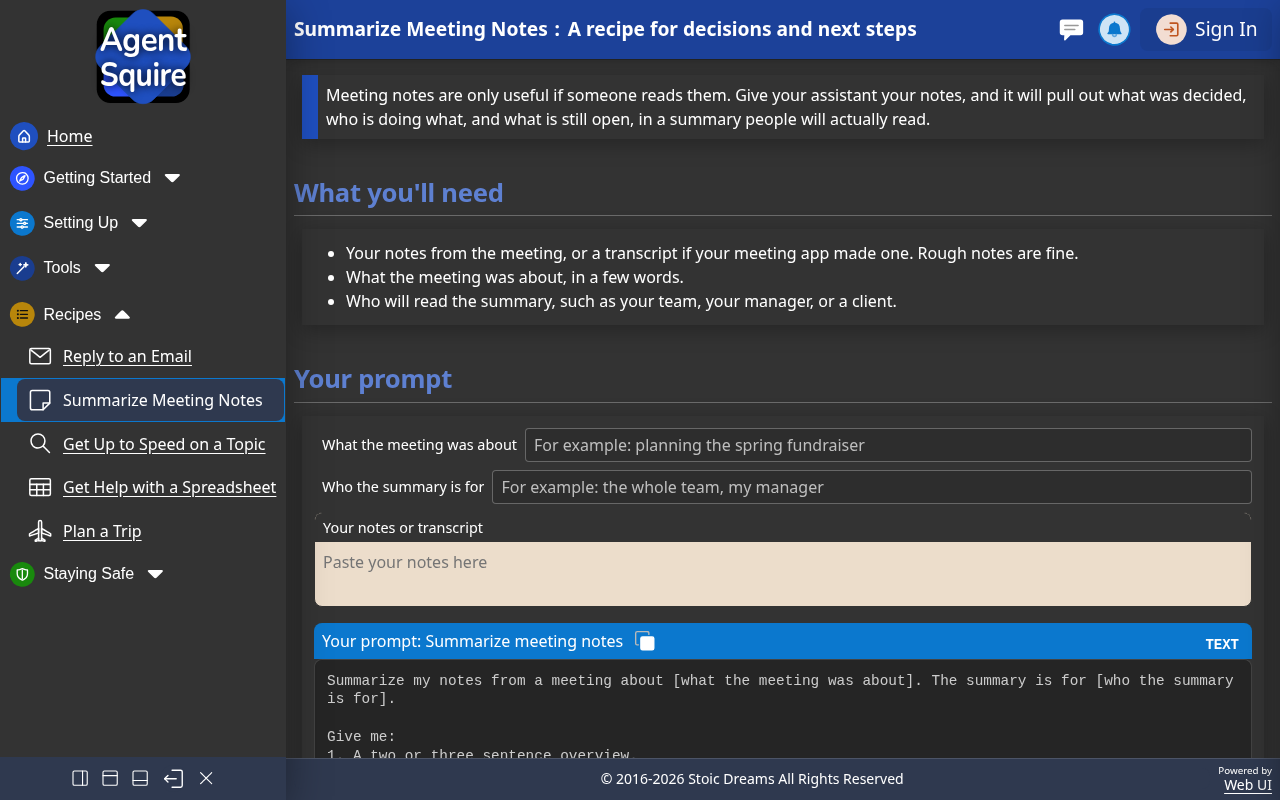 Agent
Squire
Home
Getting Started
Setting Up
Tools
Recipes
Reply to an Email
Summarize Meeting Notes
Get Up to Speed on a Topic
Get Help with a Spreadsheet
Plan a Trip
Staying Safe
Summarize Meeting Notes : A recipe for decisions and next steps
Sign In
Meeting notes are only useful if someone reads them. Give your assistant your notes, and it will pull out what was decided,
who is doing what, and what is still open, in a summary people will actually read.
What you'll need
Your notes from the meeting, or a transcript if your meeting app made one. Rough notes are fine.
What the meeting was about, in a few words.
Who will read the summary, such as your team, your manager, or a client.
Your prompt
What the meeting was about For example: planning the spring fundraiser
Who the summary is for For example: the whole team, my manager
Your notes or transcript
Paste your notes here
Your prompt: Summarize meeting notes TEXT
Summarize my notes from a meeting about [what the meeting was about]. The summary is for [who the summary
is for].
Give me:
1. A two or three sentence overview.
© 2016-2026 Stoic Dreams All Rights Reserved
Powered by
Web UI